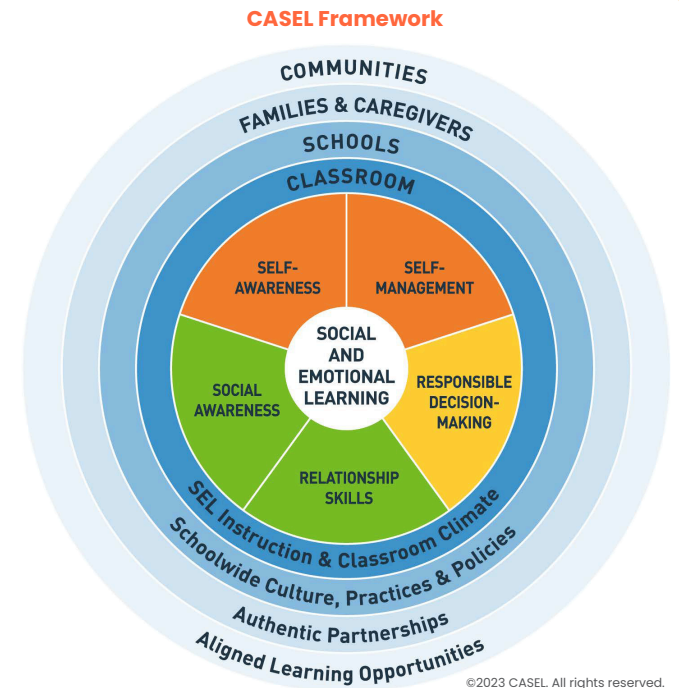 CASEL Framework
COMMUNITIES
FAMILIES & CAREGIVERS
SCHOOLS
CLASSROOM
SELF-
AWARENESS
SELF-
MANAGEMENT
SOCIAL
AND
EMOTIONAL
LEARNING
SOCIAL
AWARENESS
RESPONSIBLE
DECISION-
MAKING
RELATIONSHIP
SKILLS
SEL Instruction & Classroom Climate
Schoolwide Culture, Practices & Policies
Authentic Partnerships
Aligned Learning Opportunities
©2023 CASEL. All rights reserved.